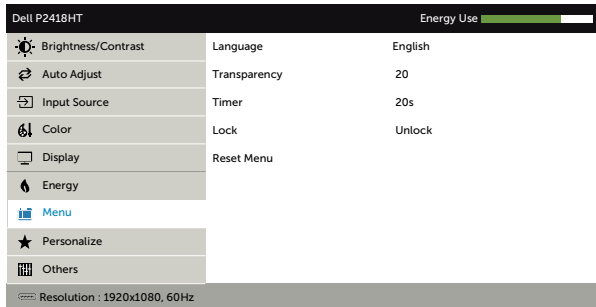 Dell P2418HT Energy Use
Brightness/Contrast Language English
Auto Adjust Transparency 20
Input Source Timer 20s
Color Lock Unlock
Display Reset Menu
Energy
Menu
Personalize
Others
Resolution : 1920x1080, 60Hz